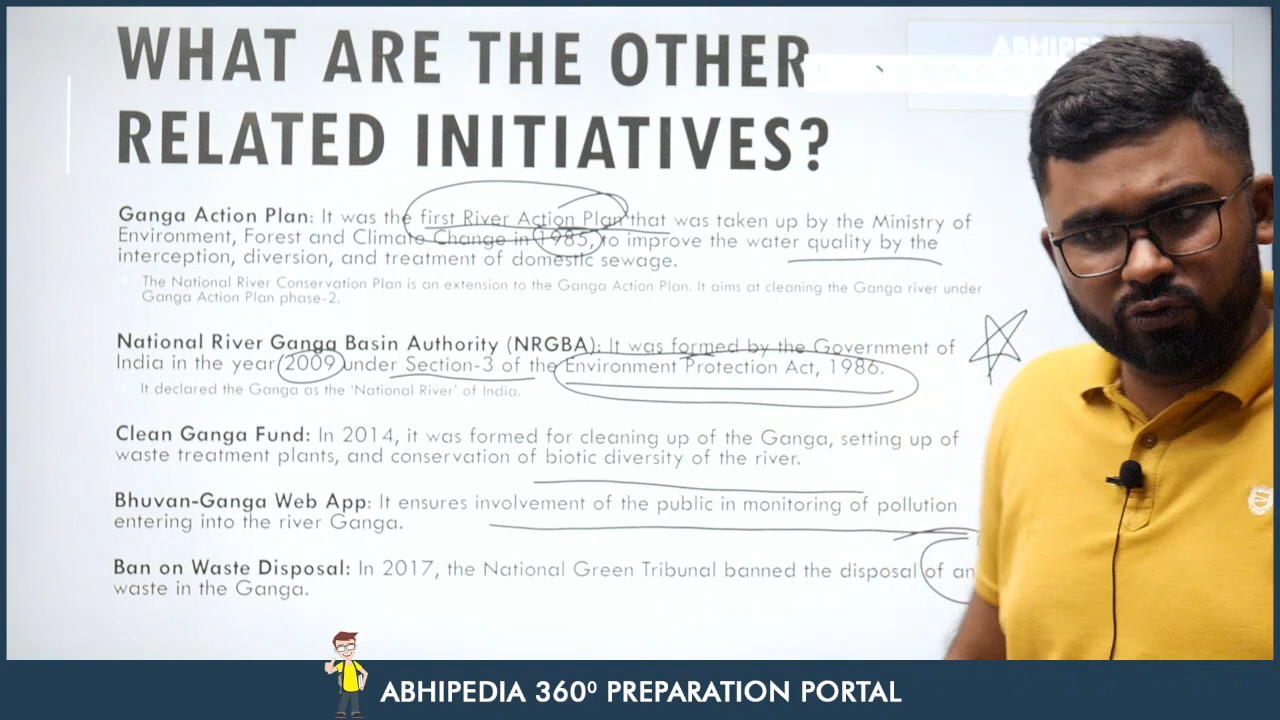 WHAT ARE THE OTHER
RELATED INITIATIVES?
Ganga Action Plan: It was the first River Action Plan that was taken up by the Ministry of
Environment, Forest and Climate Change in 1985, to improve the water quality by the
interception, diversion, and treatment of domestic sewage.
The National River Conservation Plan is an extension to the Ganga Action Plan. It aims at cleaning the Ganga river under
Ganga Action Plan phase-2.
National River Ganga Basin Authority (NRGBA): It was formed by the Government of
India in the year 2009 under Section-3 of the Environment Protection Act, 1986.
It declared the Ganga as the 'National River' of India.
Clean Ganga Fund: In 2014, it was formed for cleaning up of the Ganga, setting up of
waste treatment plants, and conservation of biotic diversity of the river.
Bhuvan-Ganga Web App: It ensures involvement of the public in monitoring of pollution
entering into the river Ganga.
Ban on Waste Disposal: In 2017, the National Green Tribunal banned the disposal of an
waste in the Ganga.
ABHIPEDIA 360⁰ PREPARATION PORTAL